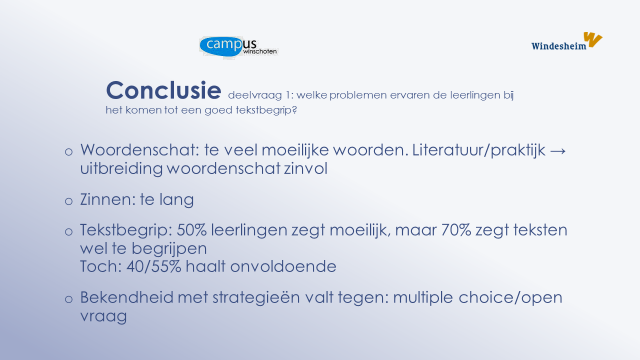 campus
winschoten
Windesheim
Conclusie deelvraag 1: welke problemen ervaren de leerlingen bij
het komen tot een goed tekstbegrip?
o Woordenschat: te veel moeilijke woorden. Literatuur/praktijk →
uitbreiding woordenschat zinvol
o Zinnen: te lang
o Tekstbegrip: 50% leerlingen zegt moeilijk, maar 70% zegt teksten
wel te begrijpen
Toch: 40/55% haalt onvoldoende
o Bekendheid met strategieën valt tegen: multiple choice/open
vraag